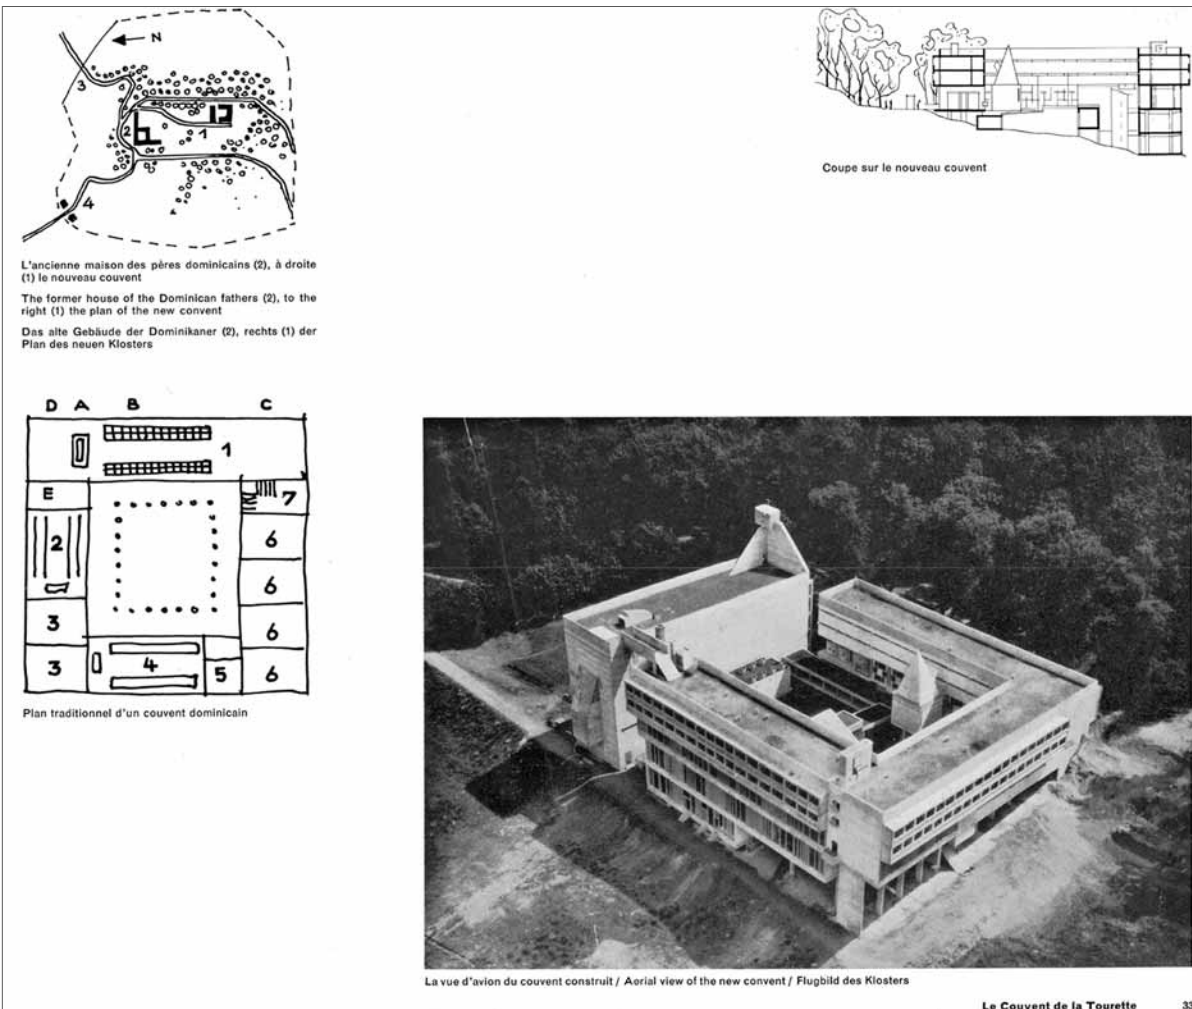 N
3
2
1
4
L'ancienne maison des pères dominicains (2), à droite
(1) le nouveau couvent
The former house of the Dominican fathers (2), to the
right (1) the plan of the new convent
Das alte Gebäude der Dominikaner (2), rechts (1) der
Plan des neuen Klosters
Coupe sur le nouveau couvent
D A B C
1
E
7
2
6
6
3
6
3
4
5
6
Plan traditionnel d'un couvent dominicain
La vue d'avion du couvent construit / Aerial view of the new convent / Flugbild des Klosters
Le Couvent de la Tourette 33